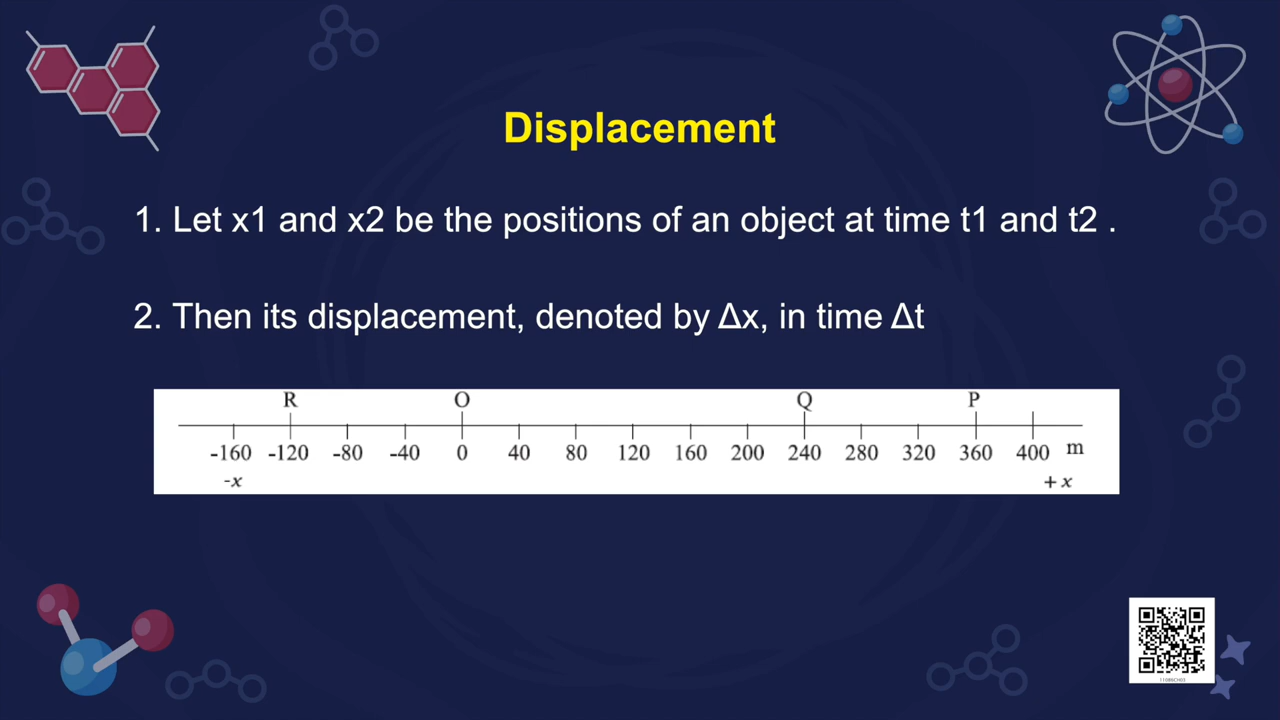 Displacement
1. Let x1 and x2 be the positions of an object at time t1 and t2 .
2. Then its displacement, denoted by Δx, in time Δt
R O Q P
-160 -120 -80 -40 0 40 80 120 160 200 240 280 320 360 400 m
-x +x
11086CH03